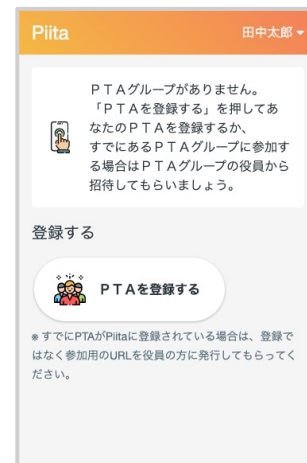 Piita
田中太郎
ＰＴＡグループがありません。
「ＰＴＡを登録する」を押してあ
なたのＰＴＡを登録するか、
すでにあるＰＴＡグループに参加す
る場合はＰＴＡグループの役員から
招待してもらいましょう。
登録する
ＰＴＡを登録する
※ すでにPTAがPiitaに登録されている場合は、登録で
はなく参加用のURLを役員の方に発行してもらってく
ださい。